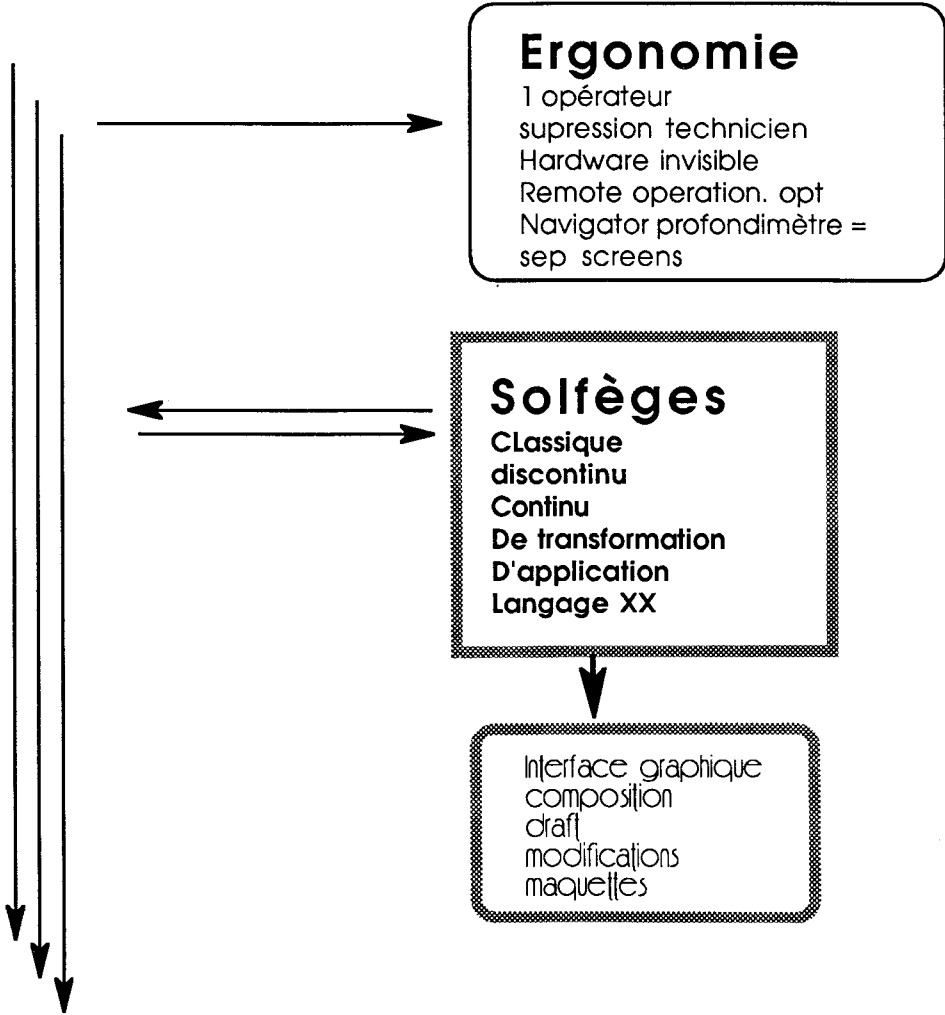 Ergonomie
1 opérateur
supression technicien
Hardware invisible
Remote operation. opt
Navigator profondimètre =
sep screens
Solfèges
CLassique
discontinu
Continu
De transformation
D'application
Langage XX
Interface graphique
composition
draft
modifications
maquettes